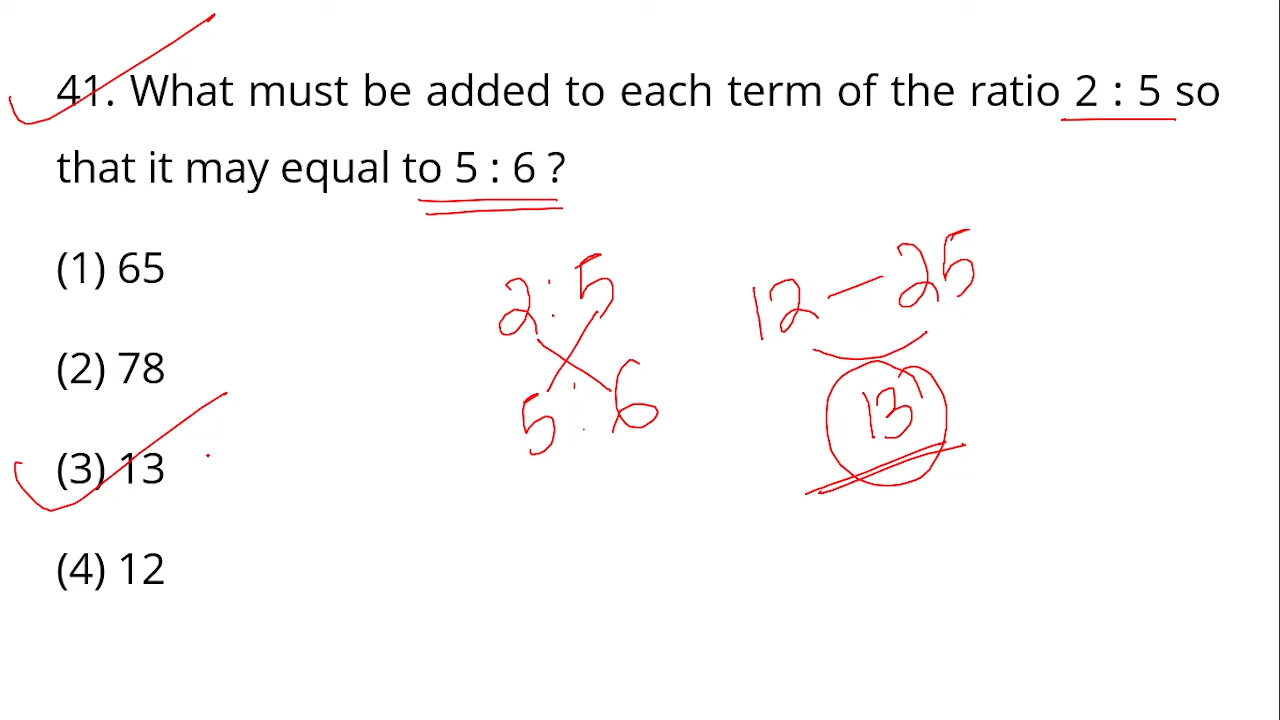 41. What must be added to each term of the ratio 2 : 5 so
that it may equal to 5 : 6 ?
(1) 65
(2) 78
(3) 13
(4) 12
2 : 5
5 : 6
12 — 25
13